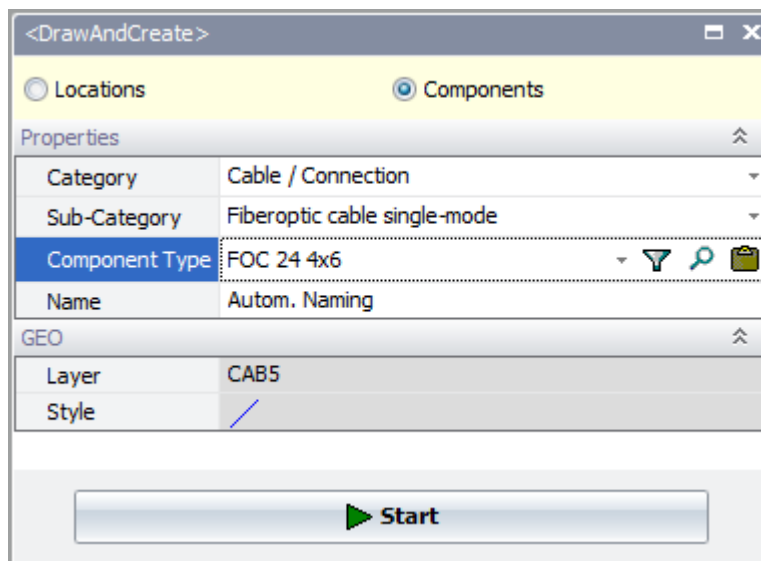 <DrawAndCreate>
Locations Components
Properties
Category Cable / Connection
Sub-Category Fiberoptic cable single-mode
Component Type FOC 24 4x6
Name Autom. Naming
GEO
Layer CAB5
Style
Start